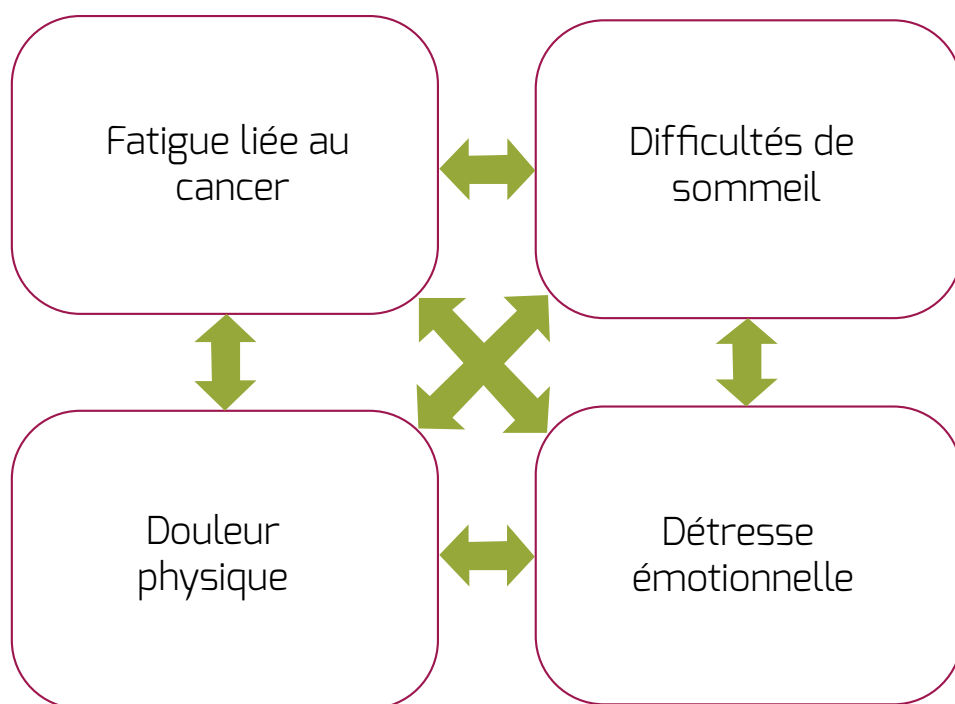 Fatigue liée au
cancer
Difficultés de
sommeil
Douleur
physique
Détresse
émotionnelle